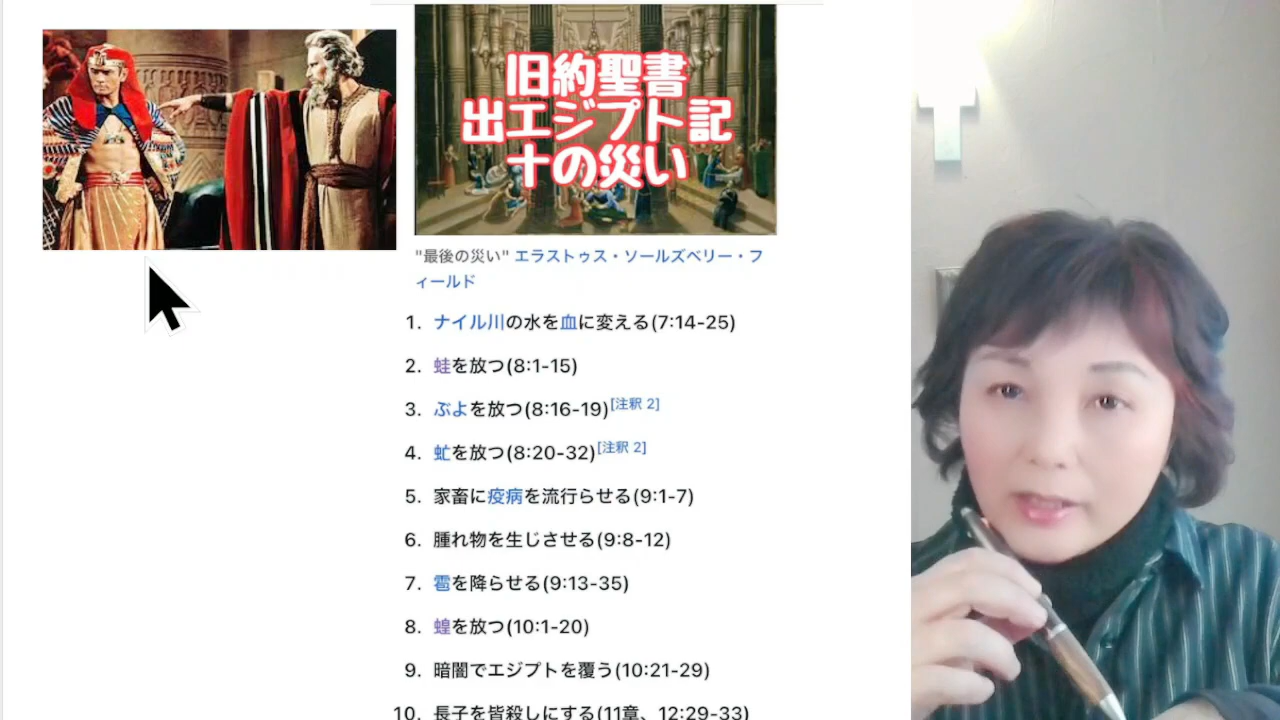 旧約聖書
出エジプト記
十の災い
"最後の災い" エラストゥス・ソールズベリー・フ
ィールド
1. ナイル川の水を血に変える(7:14-25)
2. 蛙を放つ(8:1-15)
3. ぶよを放つ(8:16-19)[注釈 2]
4. 虻を放つ(8:20-32)[注釈 2]
5. 家畜に疫病を流行らせる(9:1-7)
6. 腫れ物を生じさせる(9:8-12)
7. 雹を降らせる(9:13-35)
8. 蝗を放つ(10:1-20)
9. 暗闇でエジプトを覆う(10:21-29)
10. 長子を皆殺しにする(11章、12:29-33)